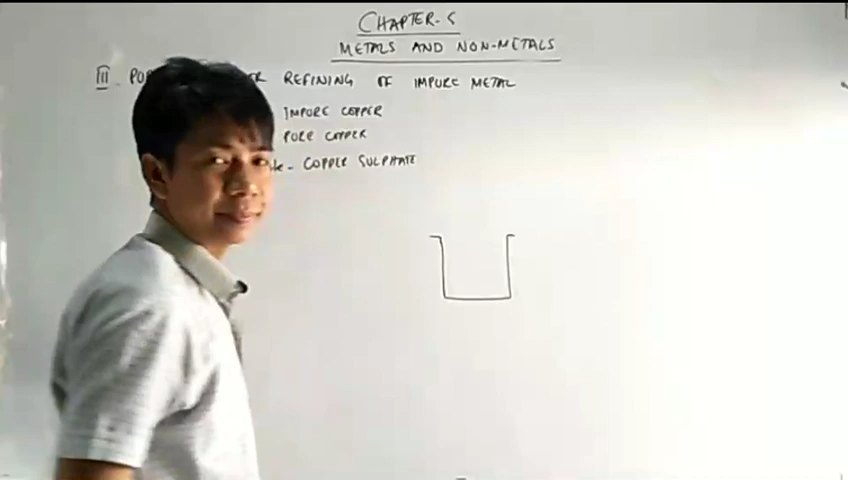 CHAPTER-5
METALS AND NON-METALS
III. REFINING OF IMPURE METAL
IMPURE COPPER
PURE COPPER
COPPER SULPHATE